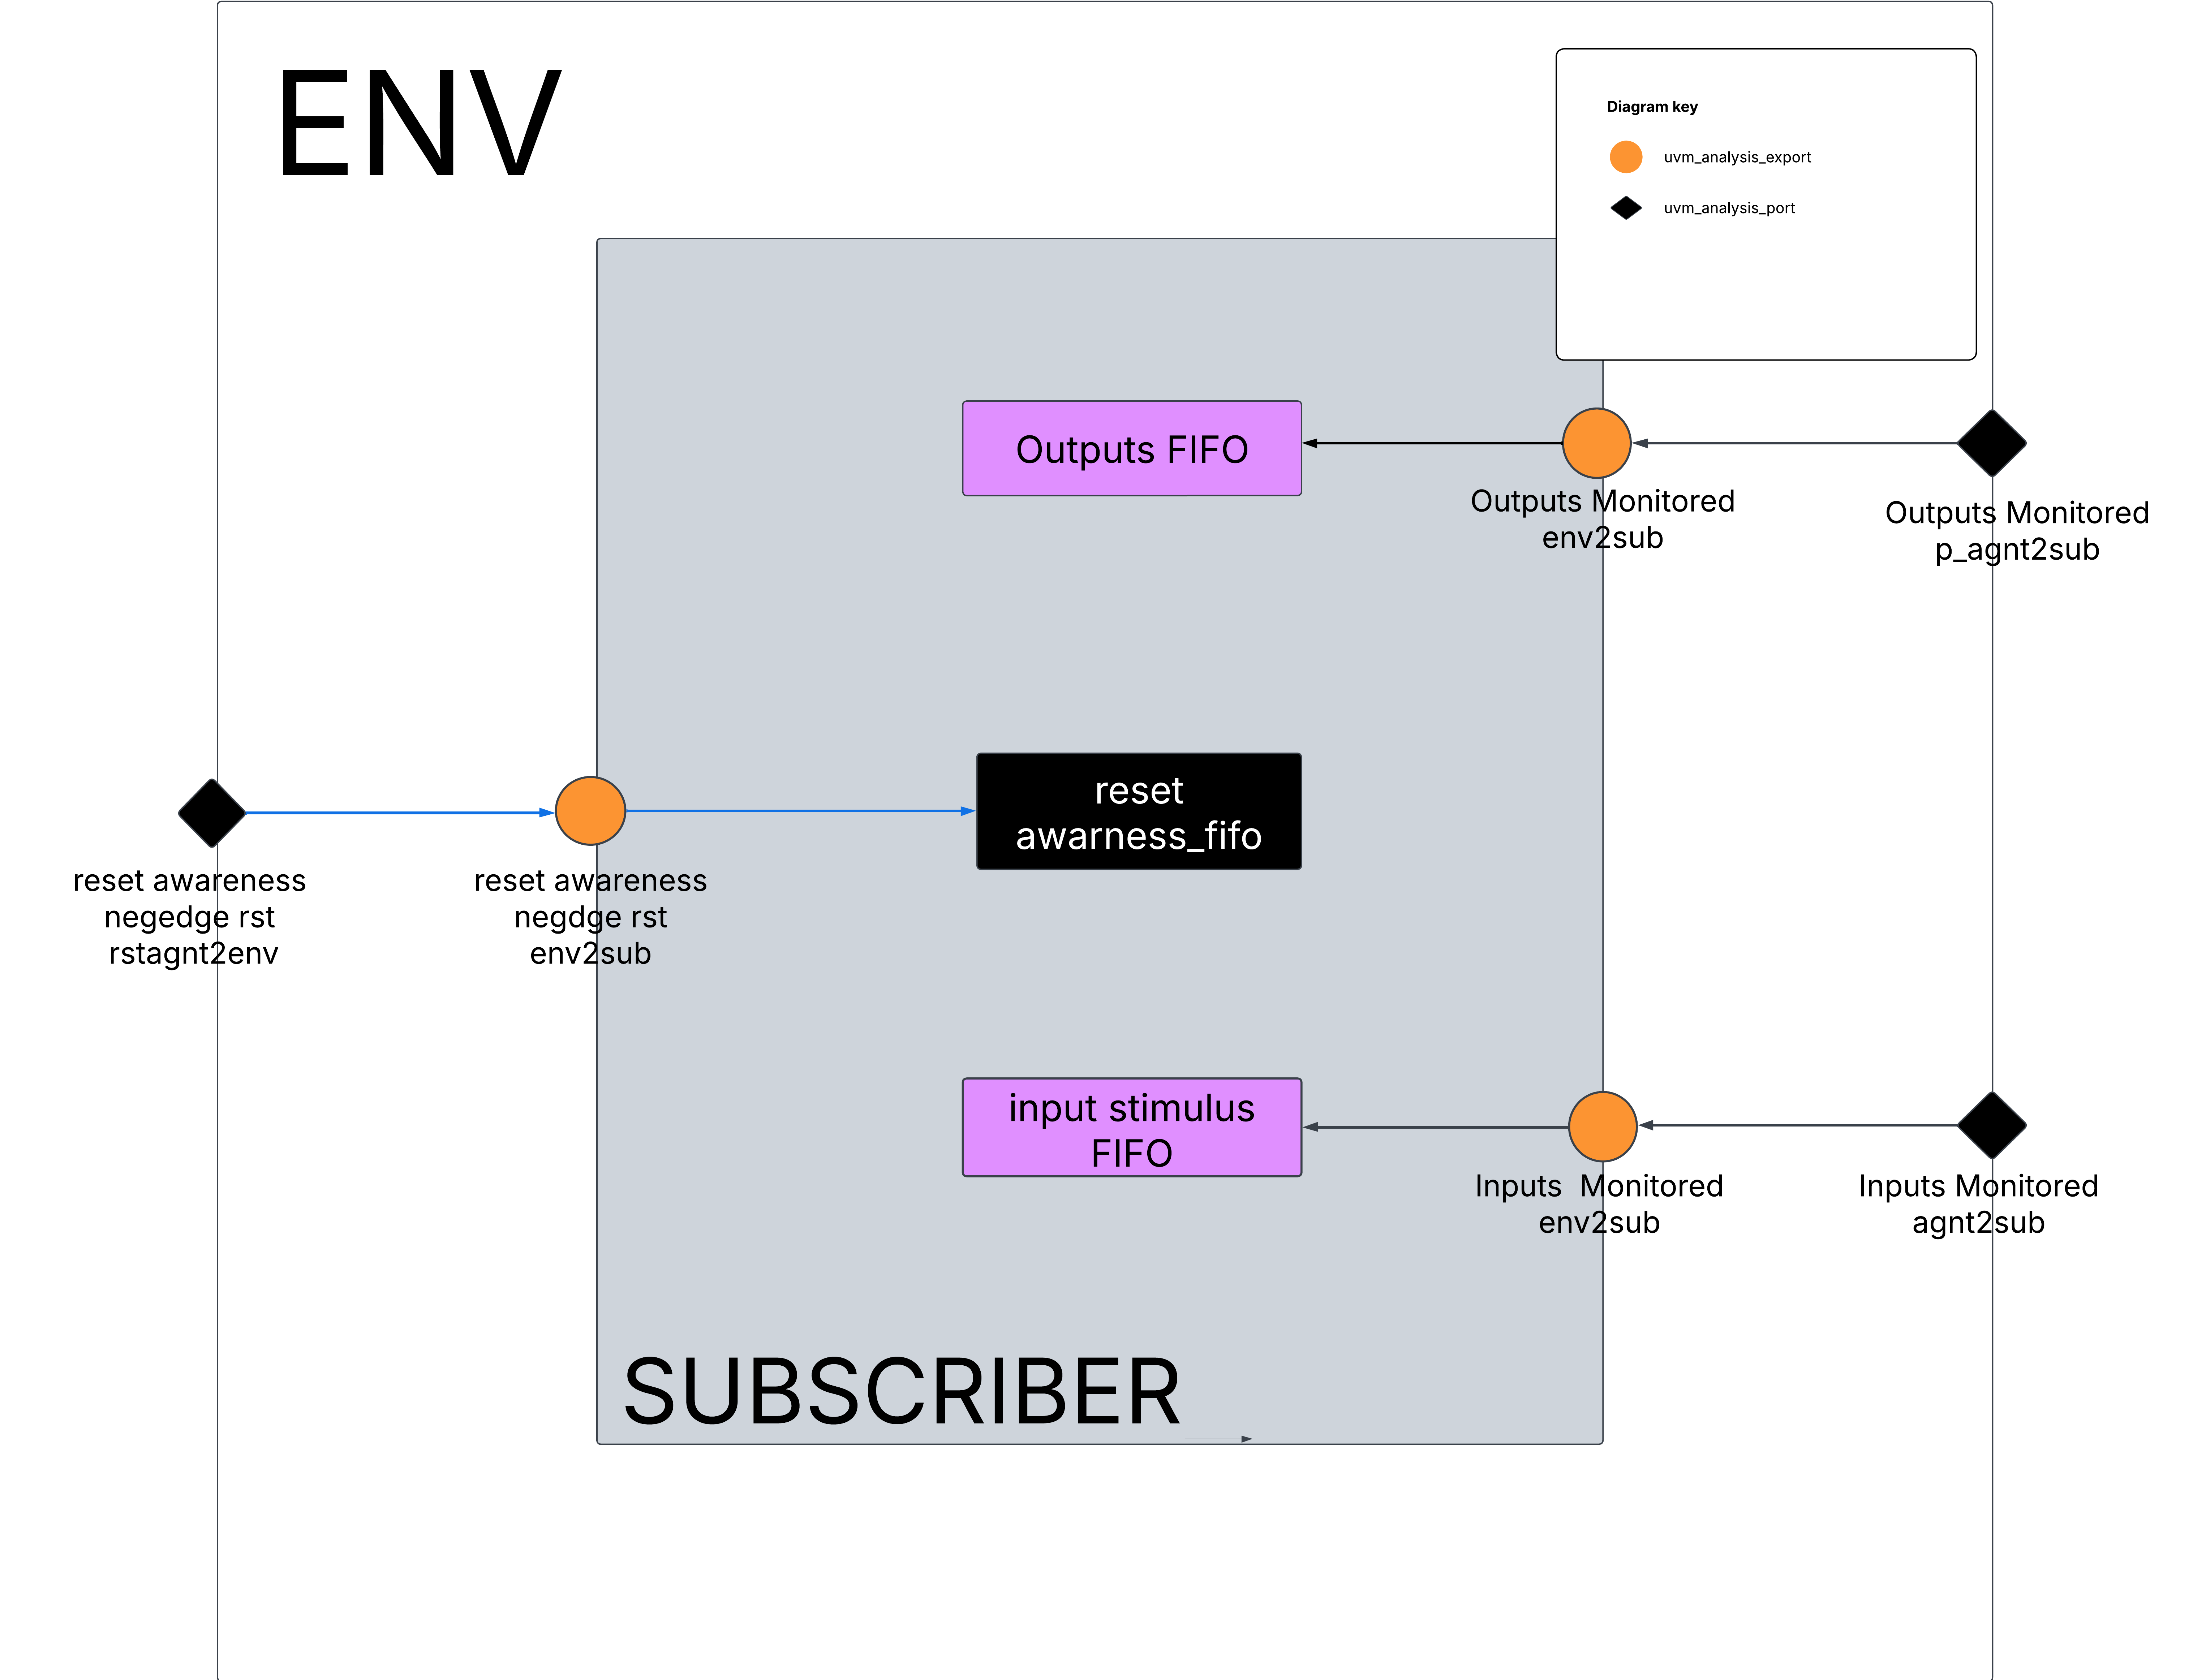 ENV
Diagram key
uvm_analysis_export
uvm_analysis_port
Outputs FIFO
Outputs Monitored
env2sub
Outputs Monitored
p_agnt2sub
reset
awarness_fifo
reset awareness
negedge rst
rstagnt2env
reset awareness
negdge rst
env2sub
input stimulus
FIFO
Inputs  Monitored
env2sub
Inputs Monitored
agnt2sub
SUBSCRIBER